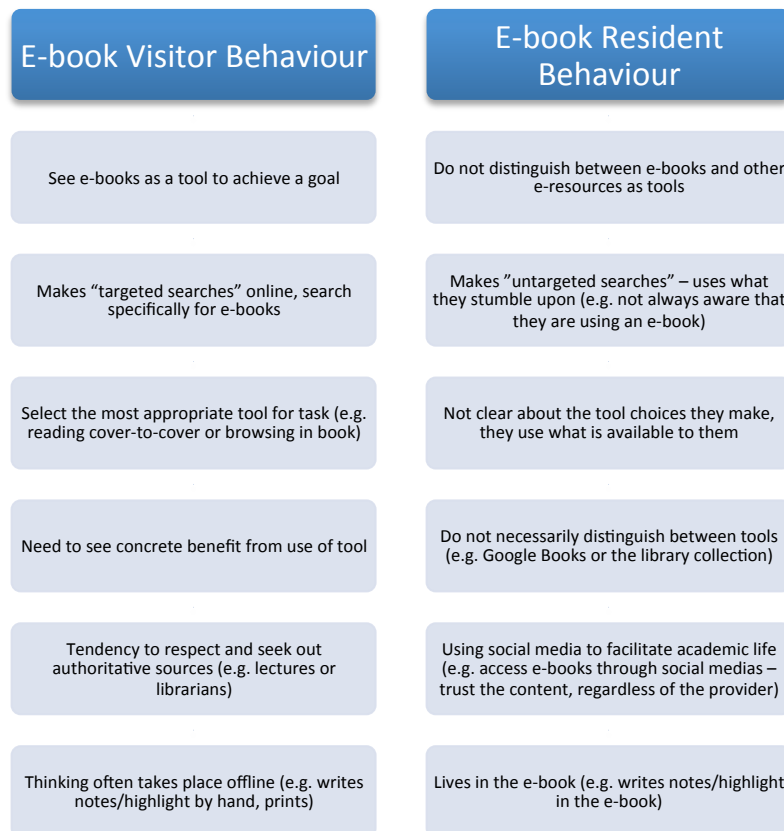 E-book Visitor Behaviour
See e-books as a tool to achieve a goal
Makes “targeted searches” online, search
specifically for e-books
Select the most appropriate tool for task (e.g.
reading cover-to-cover or browsing in book)
Need to see concrete benefit from use of tool
Tendency to respect and seek out
authoritative sources (e.g. lectures or
librarians)
Thinking often takes place offline (e.g. writes
notes/highlight by hand, prints)
E-book Resident
Behaviour
Do not distinguish between e-books and other
e-resources as tools
Makes ”untargeted searches” – uses what
they stumble upon (e.g. not always aware that
they are using an e-book)
Not clear about the tool choices they make,
they use what is available to them
Do not necessarily distinguish between tools
(e.g. Google Books or the library collection)
Using social media to facilitate academic life
(e.g. access e-books through social medias –
trust the content, regardless of the provider)
Lives in the e-book (e.g. writes notes/highlight
in the e-book)